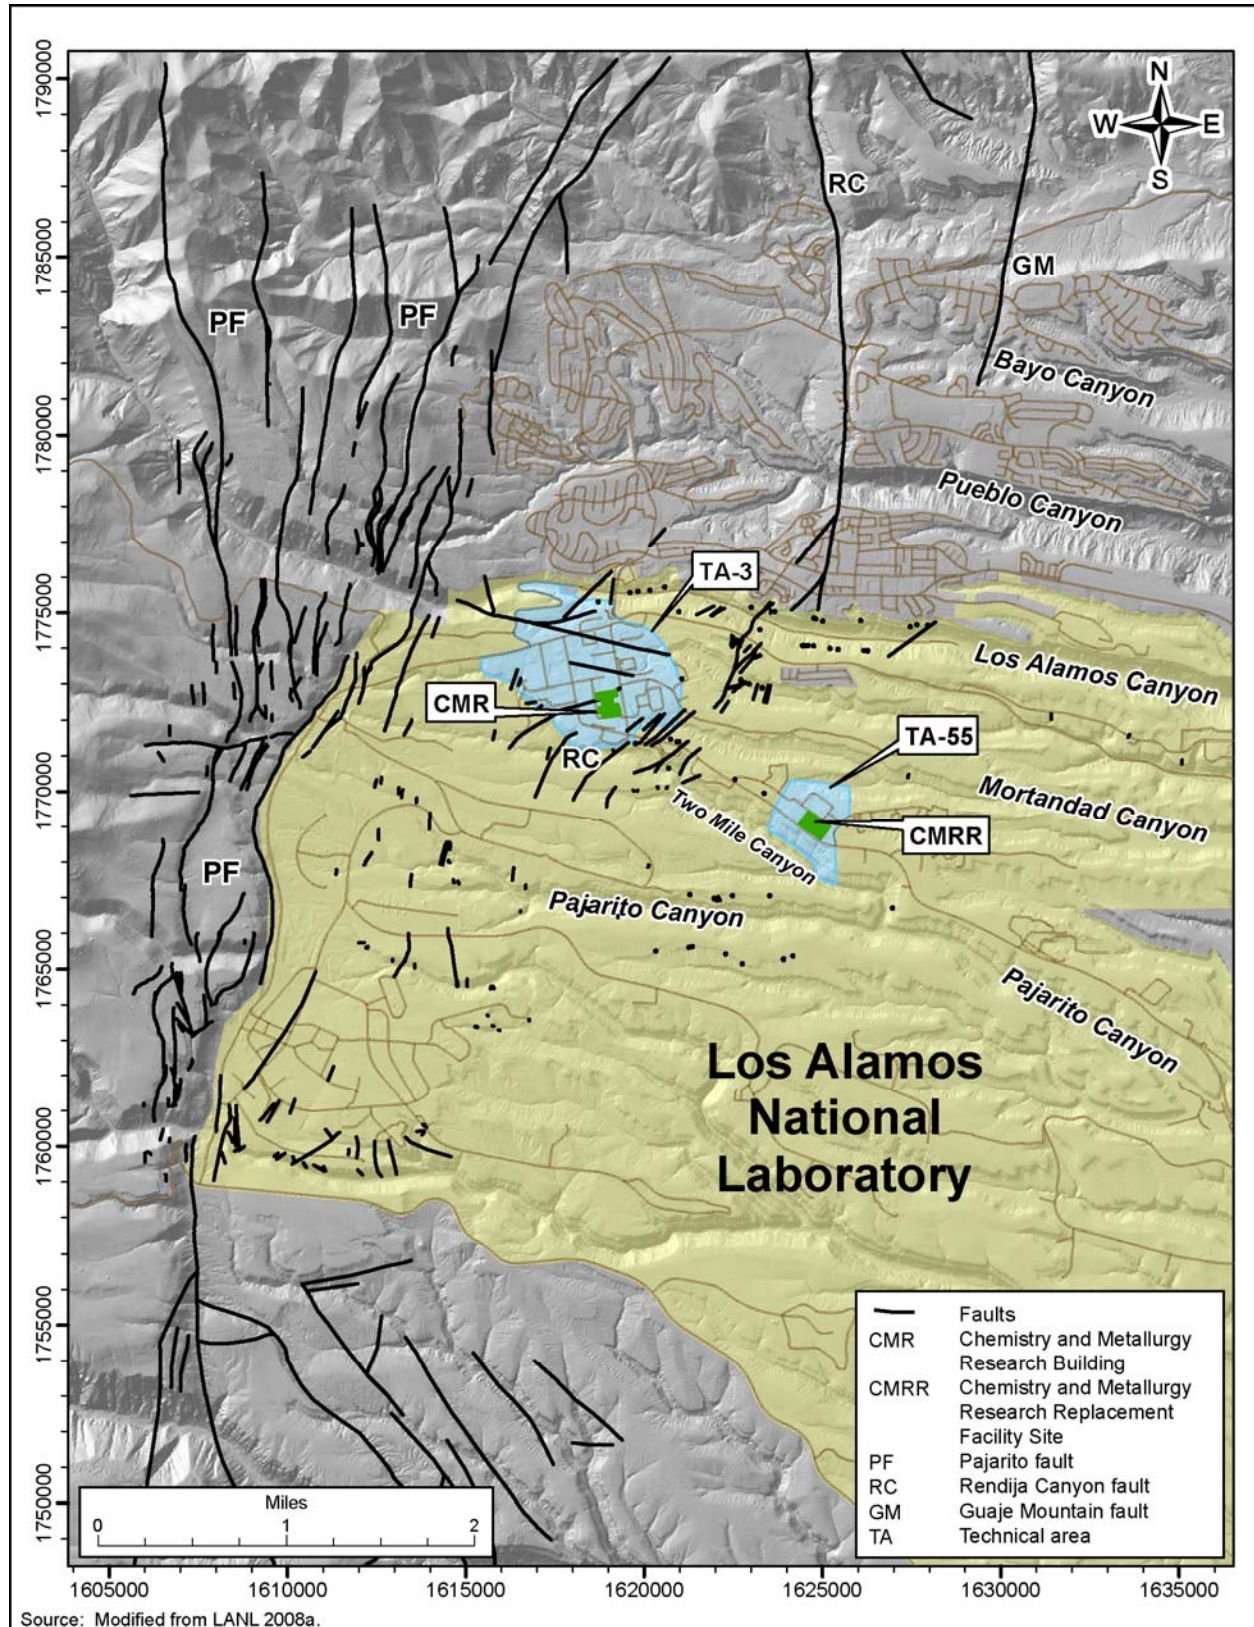 N
W
E
S
RC
GM
PF
PF
Bayo Canyon
Pueblo Canyon
TA-3
Los Alamos Canyon
CMR
TA-55
RC
Mortandad Canyon
Two Mile Canyon
CMRR
PF
Pajarito Canyon
Pajarito Canyon
Los Alamos
National
Laboratory
1790000
1785000
1780000
1775000
1770000
1765000
1760000
1755000
1750000
Faults
CMR Chemistry and Metallurgy
Research Building
CMRR Chemistry and Metallurgy
Research Replacement
Facility Site
PF Pajarito fault
RC Rendija Canyon fault
GM Guaje Mountain fault
TA Technical area
Miles
0 1 2
1605000 1610000 1615000 1620000 1625000 1630000 1635000
Source: Modified from LANL 2008a.